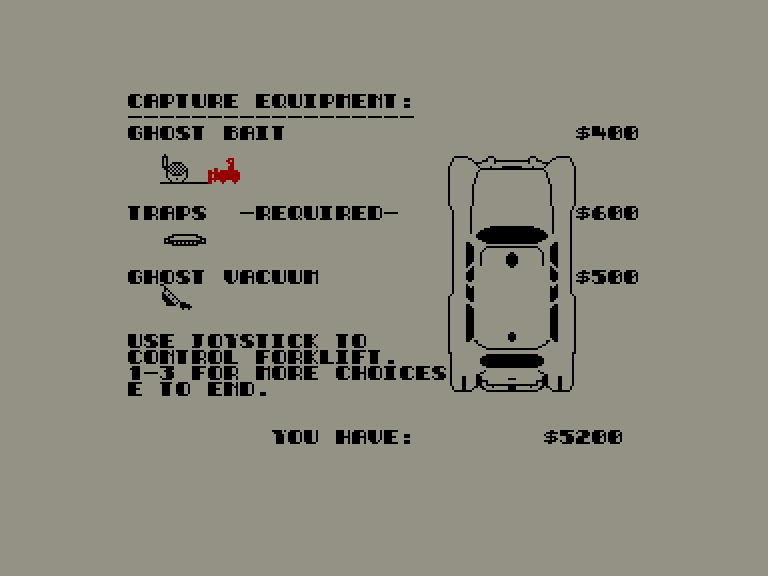 CAPTURE EQUIPMENT:
GHOST BAIT $400
TRAPS -REQUIRED- $600
GHOST VACUUM $500
USE JOYSTICK TO
CONTROL FORKLIFT.
1-3 FOR MORE CHOICES
E TO END.
YOU HAVE: $5200